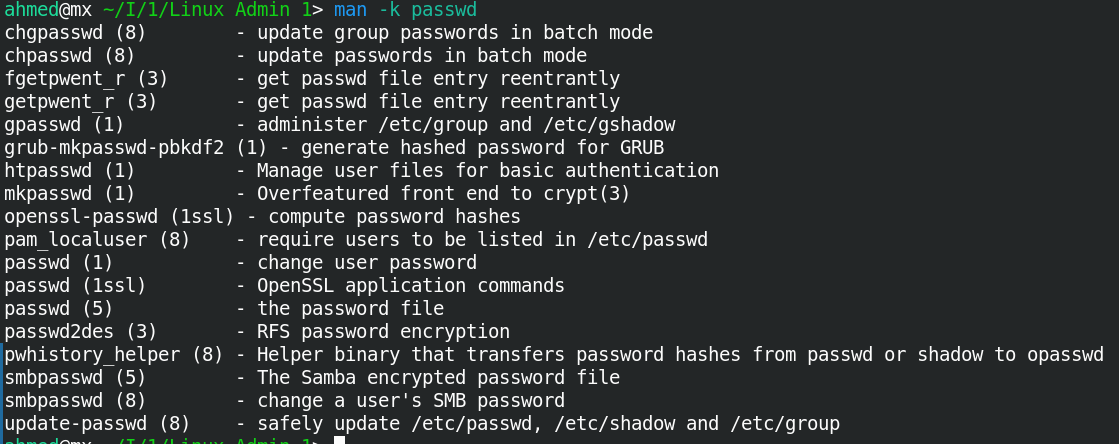 ahmed@mx ~/I/1/Linux Admin 1> man -k passwd
chgpasswd (8)        - update group passwords in batch mode
chpasswd (8)         - update passwords in batch mode
fgetpwent_r (3)      - get passwd file entry reentrantly
getpwent_r (3)       - get passwd file entry reentrantly
gpasswd (1)          - administer /etc/group and /etc/gshadow
grub-mkpasswd-pbkdf2 (1) - generate hashed password for GRUB
htpasswd (1)         - Manage user files for basic authentication
mkpasswd (1)         - Overfeatured front end to crypt(3)
openssl-passwd (1ssl) - compute password hashes
pam_localuser (8)    - require users to be listed in /etc/passwd
passwd (1)           - change user password
passwd (1ssl)        - OpenSSL application commands
passwd (5)           - the password file
passwd2des (3)       - RFS password encryption
pwhistory_helper (8) - Helper binary that transfers password hashes from passwd or shadow to opasswd
smbpasswd (5)        - The Samba encrypted password file
smbpasswd (8)        - change a user's SMB password
update-passwd (8)    - safely update /etc/passwd, /etc/shadow and /etc/group
ahmed@mx ~/I/1/Linux Admin 1>